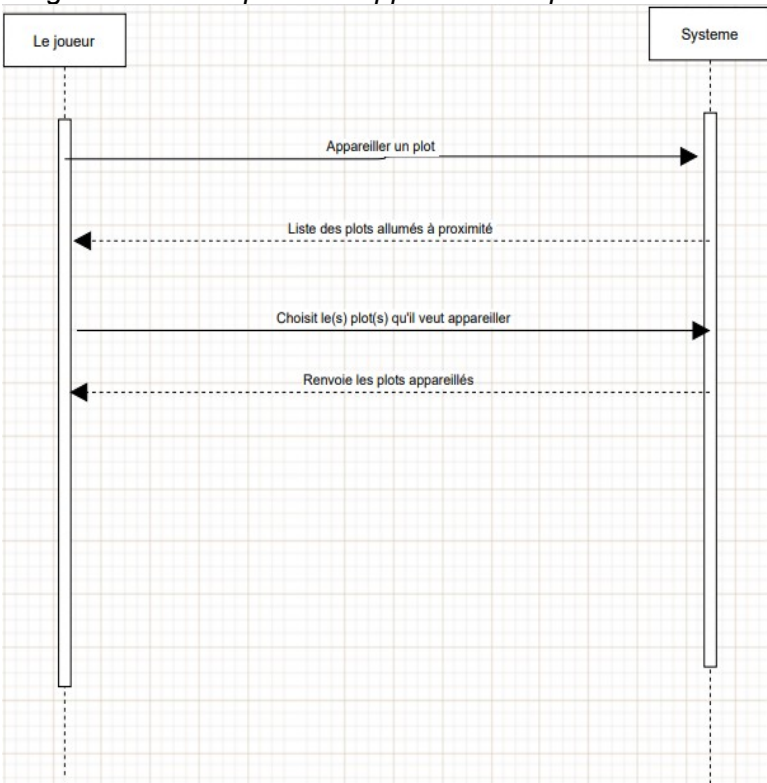 Le joueur
Systeme
Appareiller un plot
Liste des plots allumés à proximité
Choisit le(s) plot(s) qu'il veut appareiller
Renvoie les plots appareillés